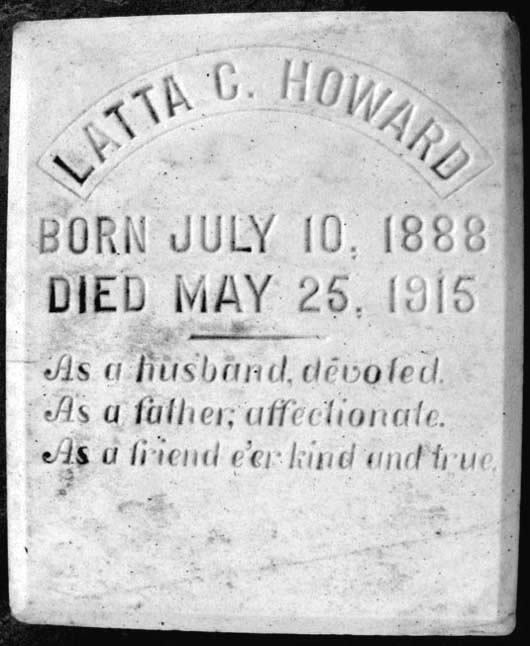 LATTA C. HOWARD
BORN JULY 10, 1888
DIED MAY 25, 1915
As a husband, devoted.
As a father, affectionate.
As a friend e'er kind and true.